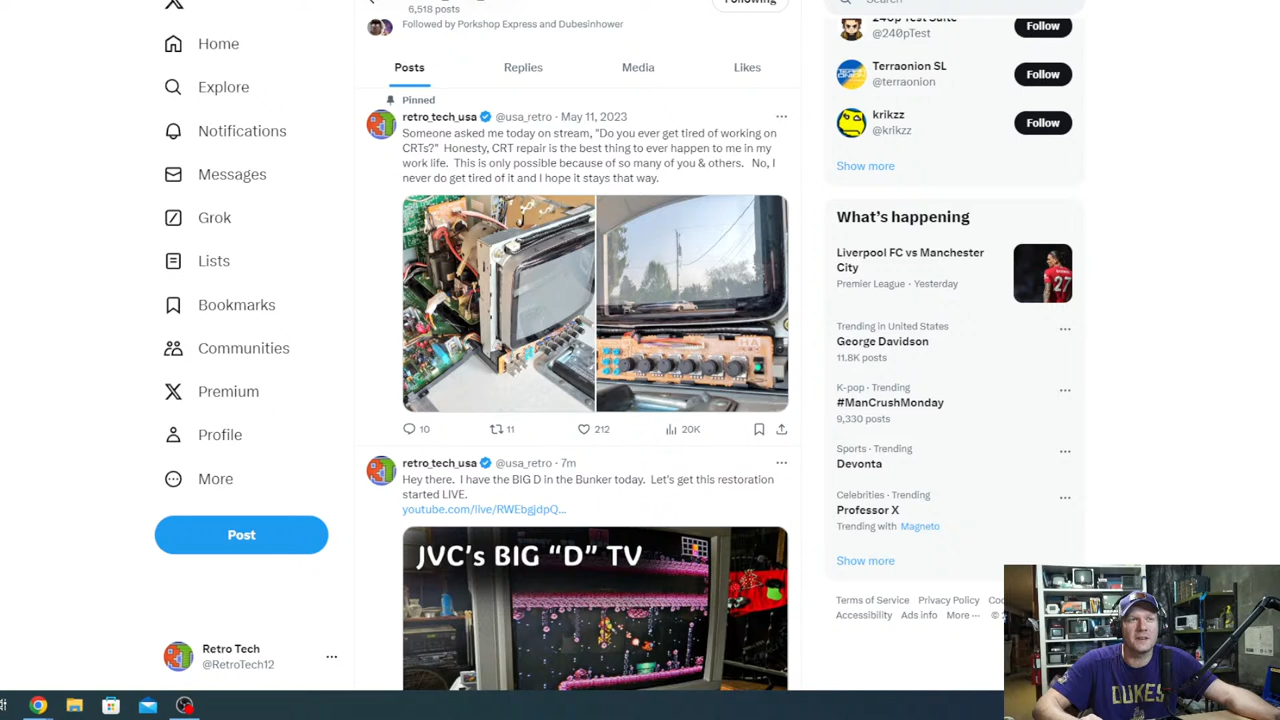 6,518 posts
Following
Followed by Porkshop Express and Dubesinhower
Home
Explore
Notifications
Messages
Grok
Lists
Bookmarks
Communities
Premium
Profile
More
Post
Retro Tech
@RetroTech12
Posts
Replies
Media
Likes
Pinned
retro_tech_usa @usa_retro · May 11, 2023
Someone asked me today on stream, "Do you ever get tired of working on
CRTs?" Honesty, CRT repair is the best thing to ever happen to me in my
work life. This is only possible because of so many of you & others. No, I
never do get tired of it and I hope it stays that way.
10
11
212
20K
retro_tech_usa @usa_retro · 7m
Hey there. I have the BIG D in the Bunker today. Let's get this restoration
started LIVE.
youtube.com/live/RWEbgjdpQ...
JVC's BIG "D" TV
Search
240p Test Suite
@240pTest
Follow
Terraonion SL
@terraonion
Follow
krikzz
@krikzz
Follow
Show more
What's happening
Liverpool FC vs Manchester
City
Premier League · Yesterday
27
Trending in United States
George Davidson
11.8K posts
K-pop · Trending
#ManCrushMonday
9,330 posts
Sports · Trending
Devonta
Celebrities · Trending
Professor X
Trending with Magneto
Show more
Terms of Service Privacy Policy
Accessibility Ads info More ···
DUKES